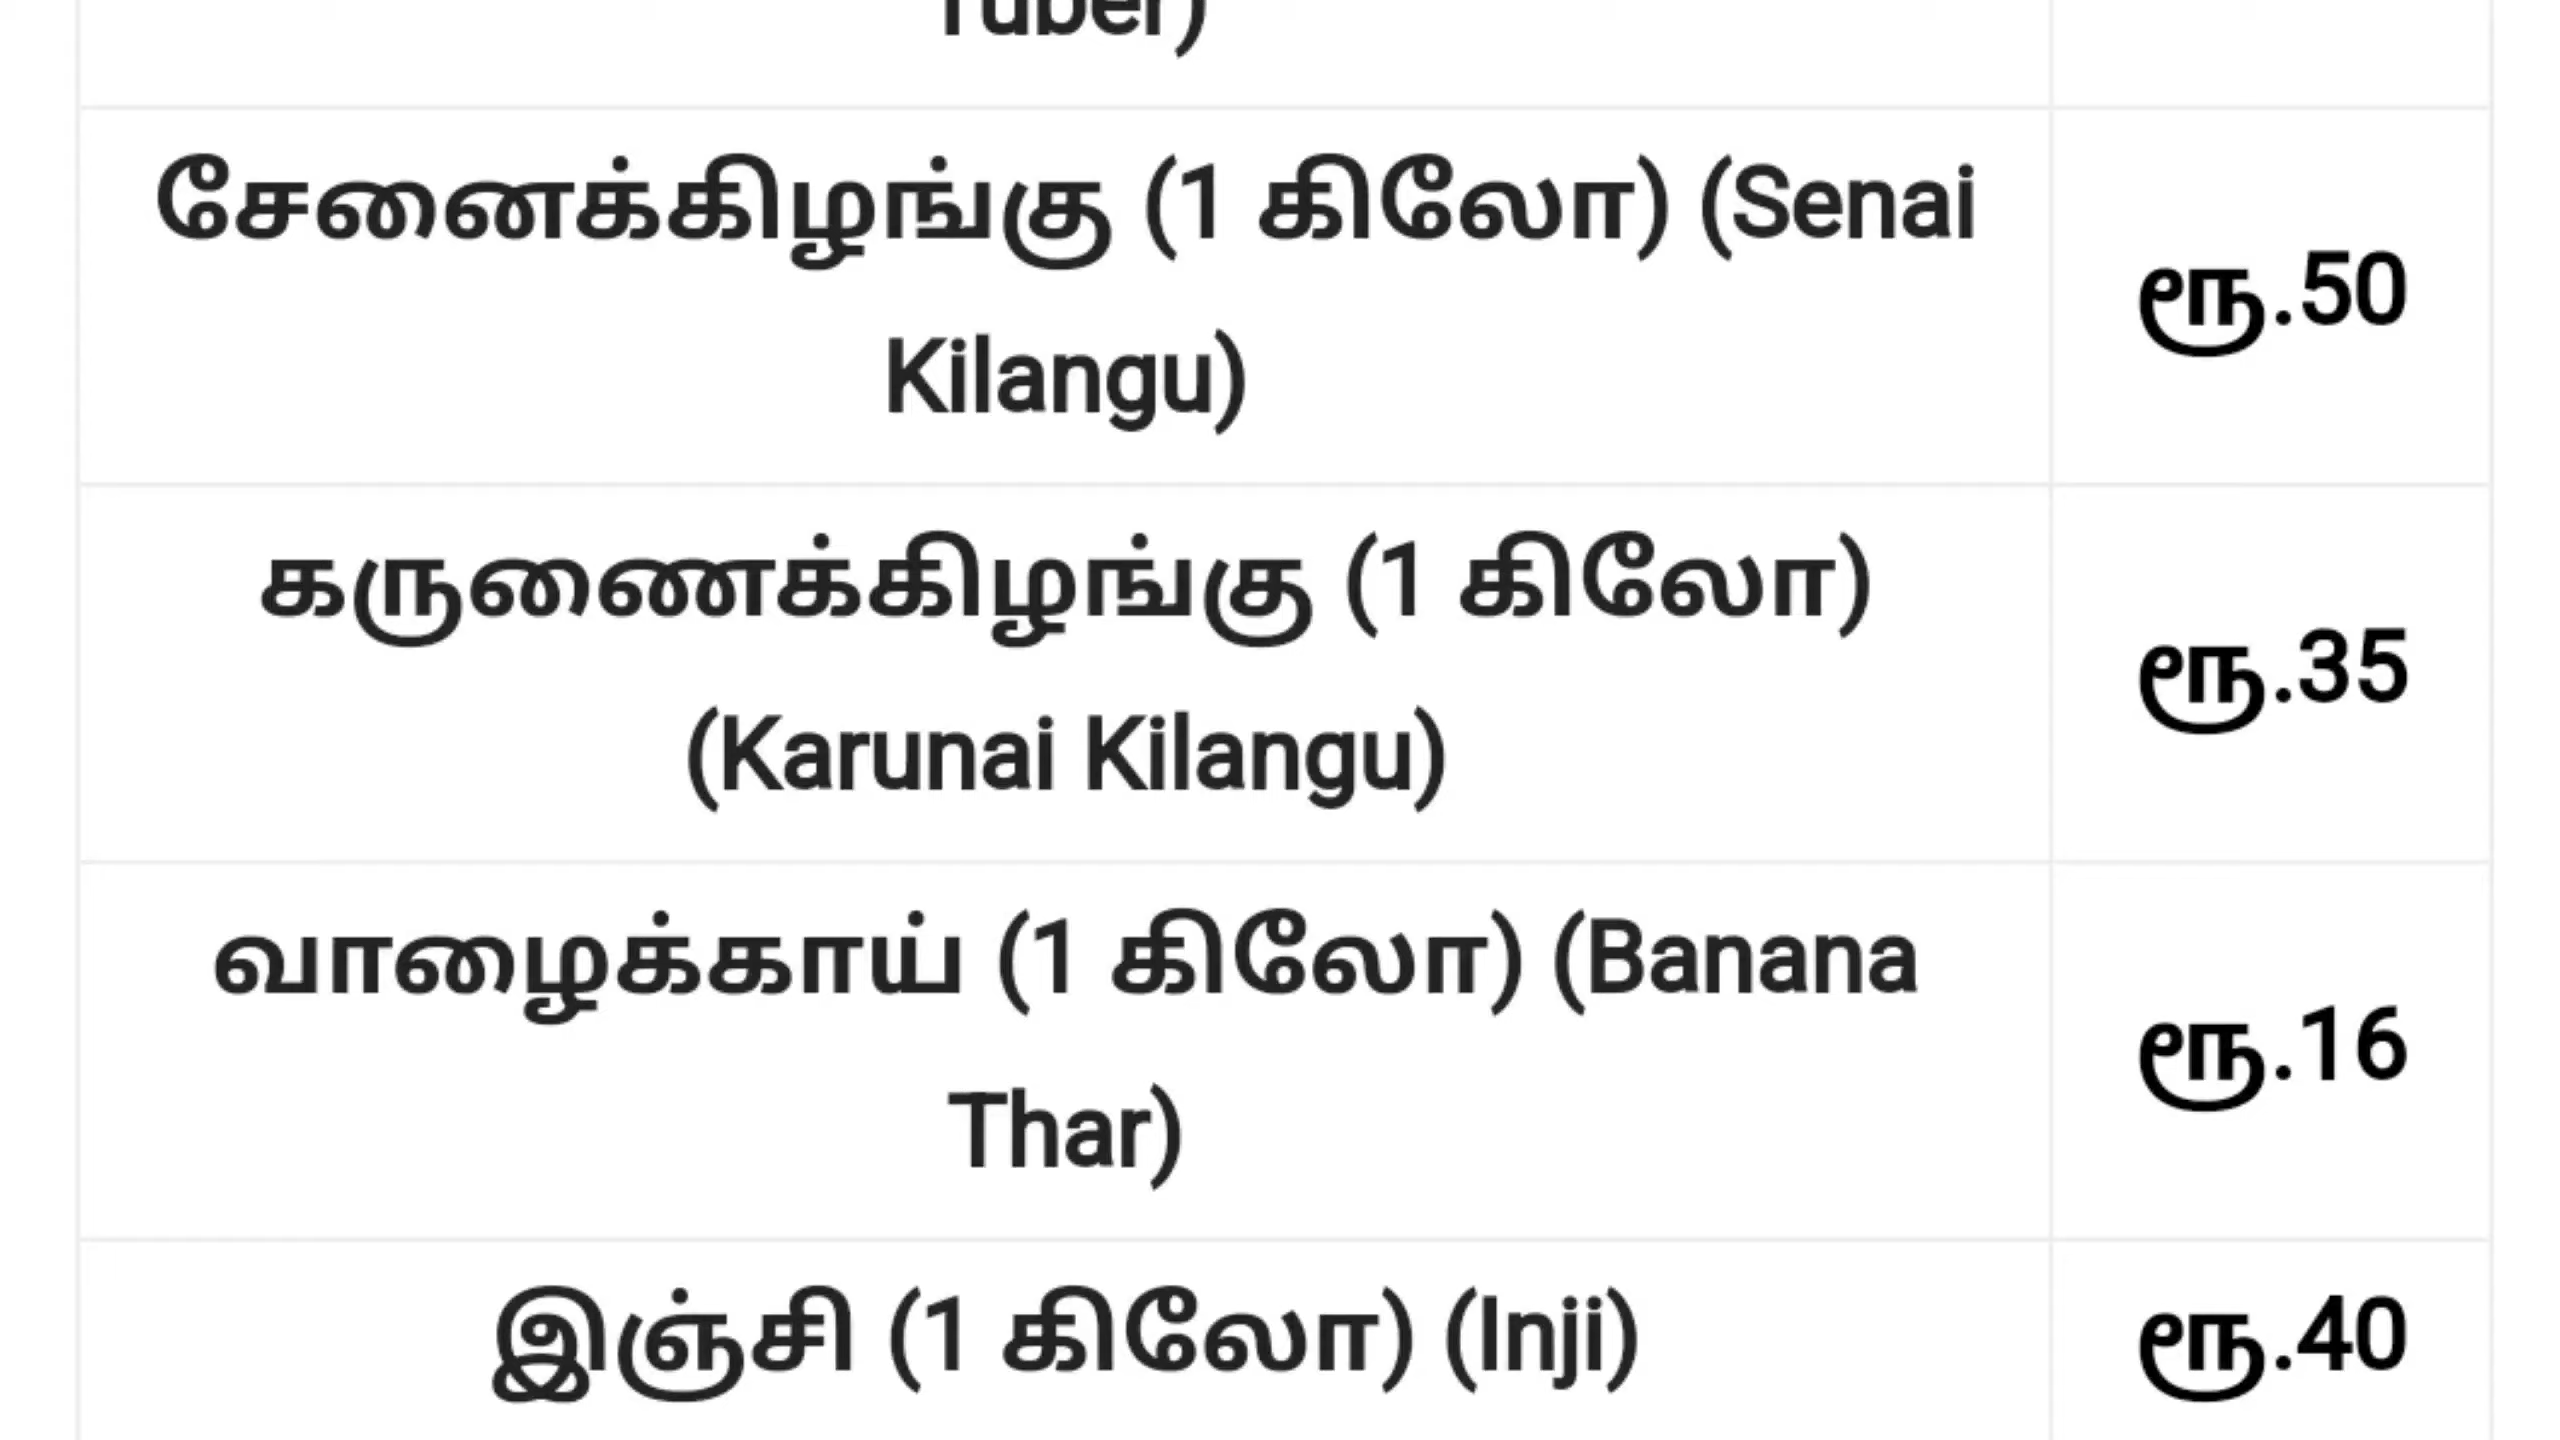 Tuber)
சேனைக்கிழங்கு (1 கிலோ) (Senai
Kilangu)
ரூ.50
கருணைக்கிழங்கு (1 கிலோ)
(Karunai Kilangu)
ரூ.35
வாழைக்காய் (1 கிலோ) (Banana
Thar)
ரூ.16
இஞ்சி (1 கிலோ) (Inji)
ரூ.40